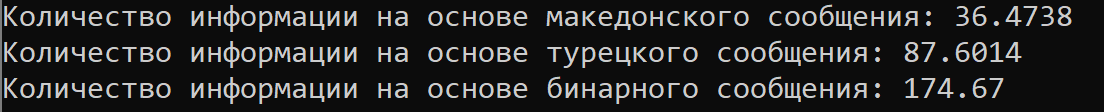 Количество информации на основе македонского сообщения: 36.4738
Количество информации на основе турецкого сообщения: 87.6014
Количество информации на основе бинарного сообщения: 174.67